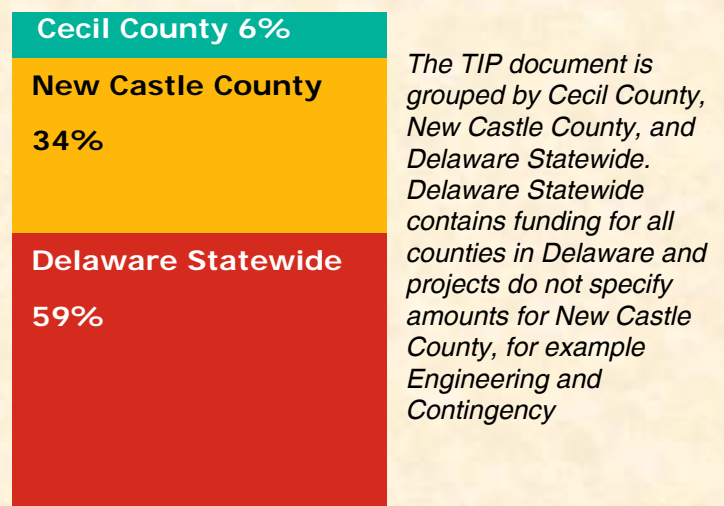 Cecil County 6%
New Castle County
34%
Delaware Statewide
59%
The TIP document is
grouped by Cecil County,
New Castle County, and
Delaware Statewide.
Delaware Statewide
contains funding for all
counties in Delaware and
projects do not specify
amounts for New Castle
County, for example
Engineering and
Contingency